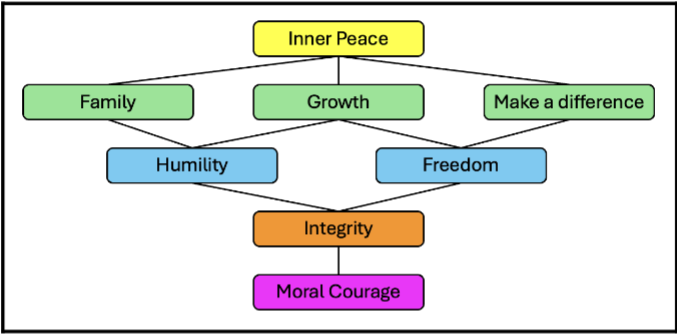 Inner Peace
Family
Growth
Make a difference
Humility
Freedom
Integrity
Moral Courage